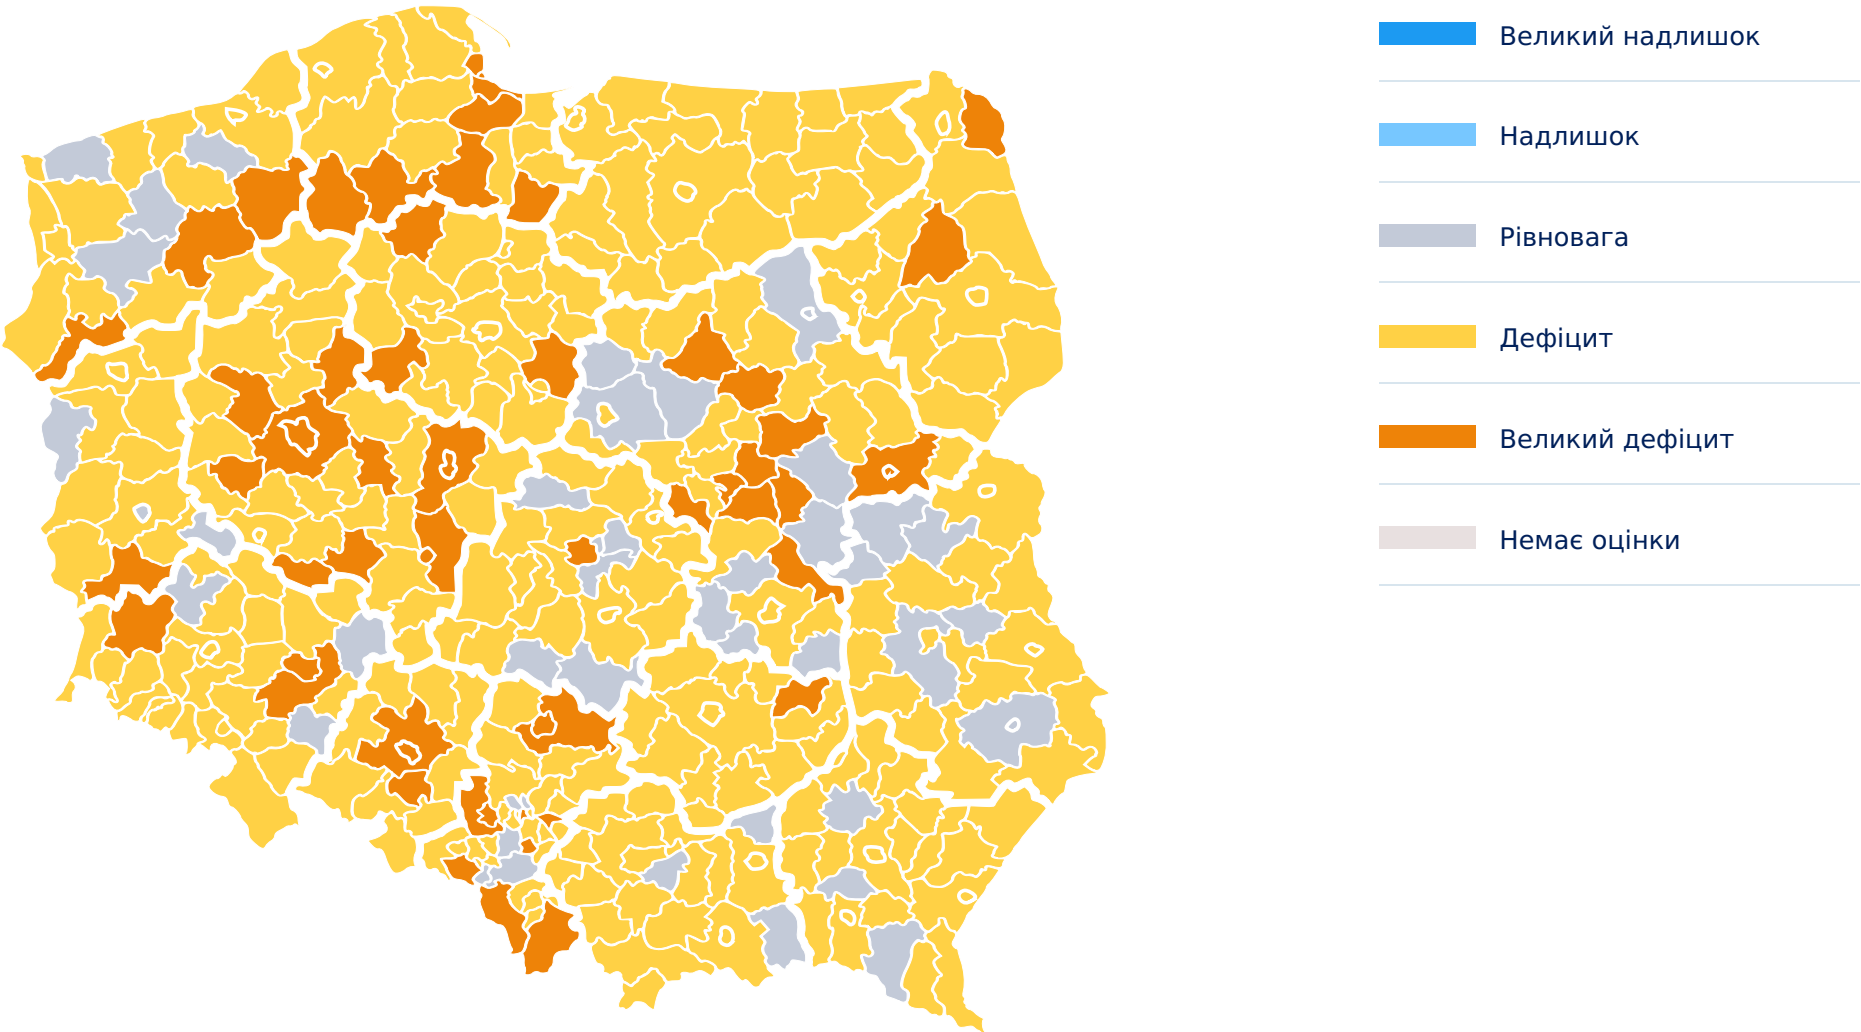 Великий надлишок
Надлишок
Рівновага
Дефіцит
Великий дефіцит
Немає оцінки